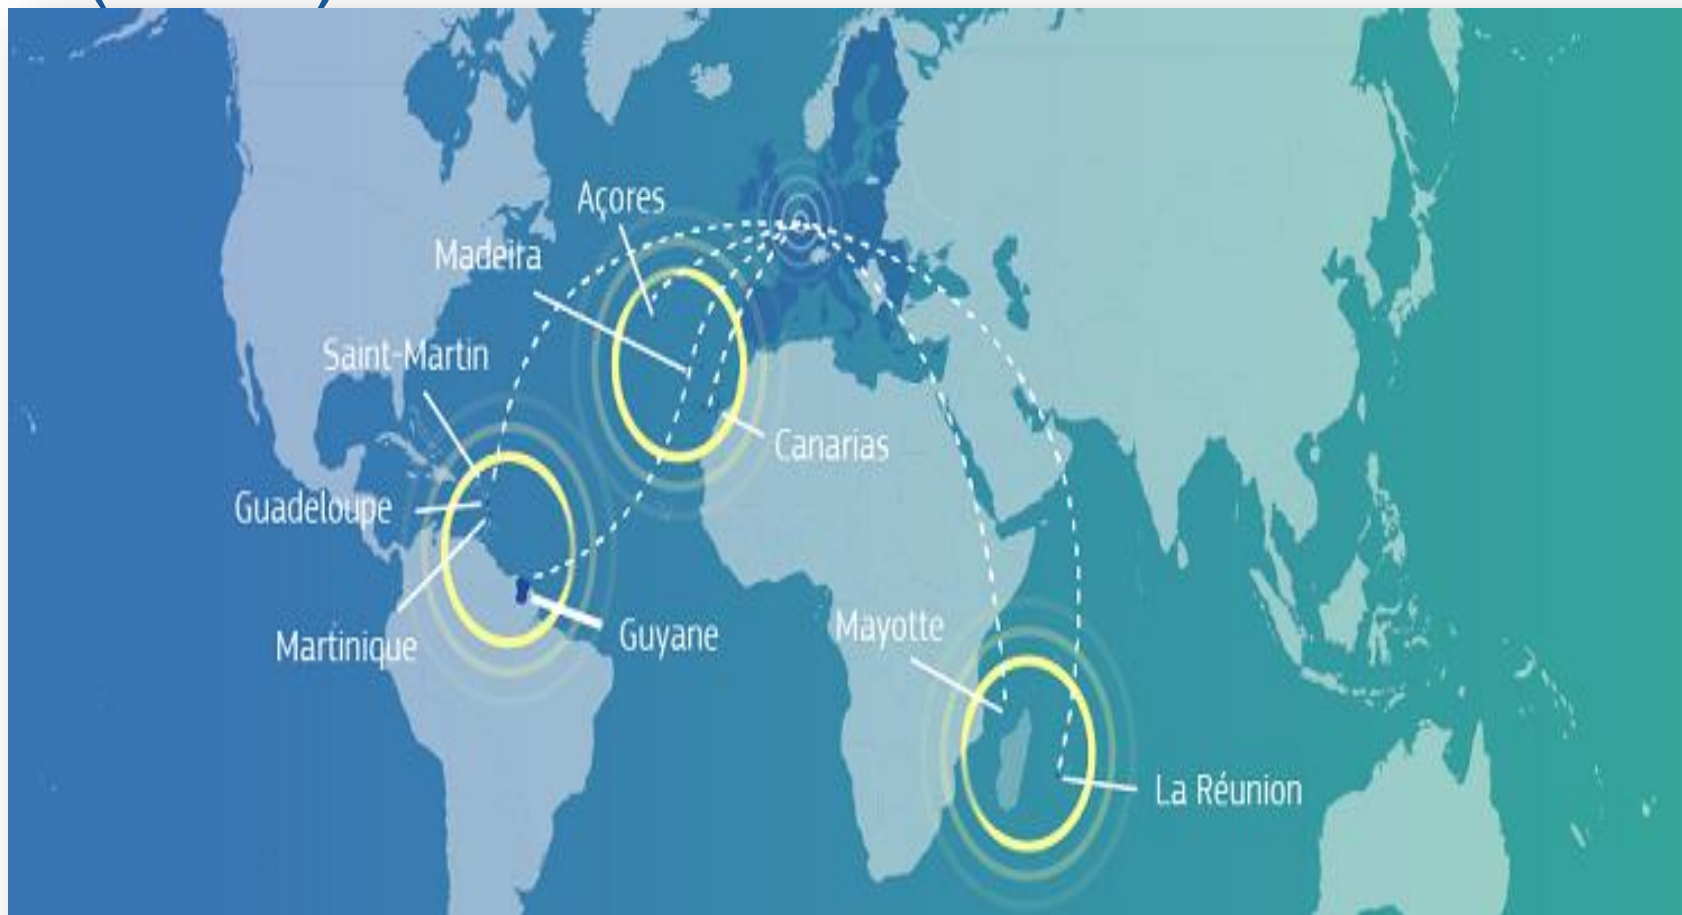 Açores
Madeira
Saint-Martin
Canarias
Guadeloupe
Mayotte
Guyane
Martinique
La Réunion